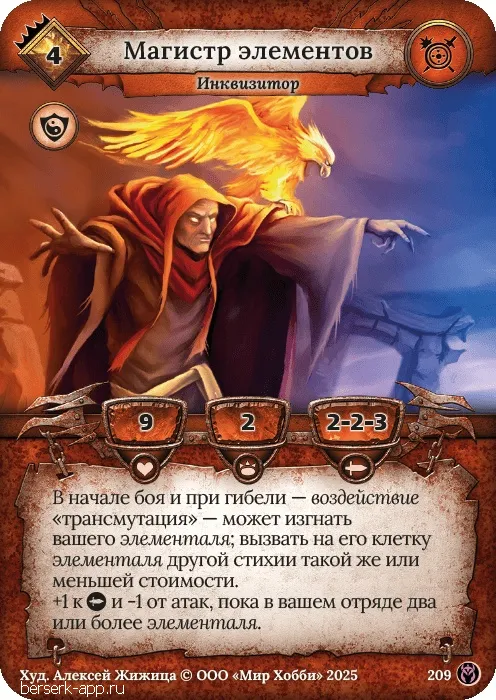 4
Магистр элементов
Инквизитор
9
2
2-2-3
В начале боя и при гибели — воздействие
«трансмутация» — может изгнать
вашего элементаля; вызвать на его клетку
элементаля другой стихии такой же или
меньшей стоимости.
+1 к и -1 от атак, пока в вашем отряде два
или более элементаля.
Худ. Алексей Жижица © ООО «Мир Хобби» 2025
209
berserk-app.ru